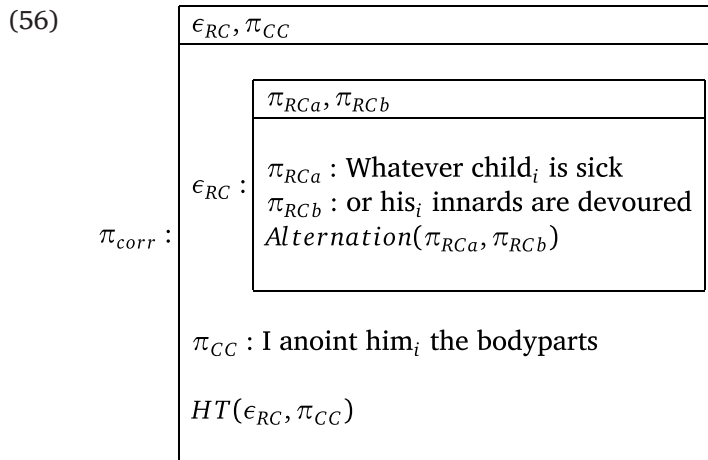 (56)
ϵ_RC, π_CC
π_RCa, π_RCb
π_RCa : Whatever child_i is sick
ϵ_RC :
π_RCb : or his_i innards are devoured
π_corr :
Alternation(π_RCa, π_RCb)
π_CC : I anoint him_i the bodyparts
HT(ϵ_RC, π_CC)